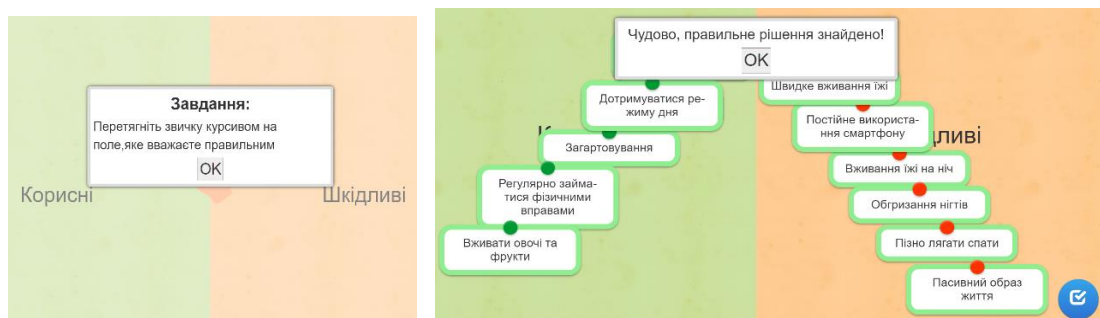 Завдання:
Перетягніть звичку курсивом на
поле,яке вважаєте правильним
OK
Корисні
Шкідливі
Чудово, правильне рішення знайдено!
OK
Дотримуватися ре-
жиму дня
Загартовування
Регулярно займа-
тися фізичними
вправами
Вживати овочі та
фрукти
Швидке вживання їжі
Постійне використа-
ння смартфону
дливі
Вживання їжі на ніч
Обгризання нігтів
Пізно лягати спати
Пасивний образ
життя